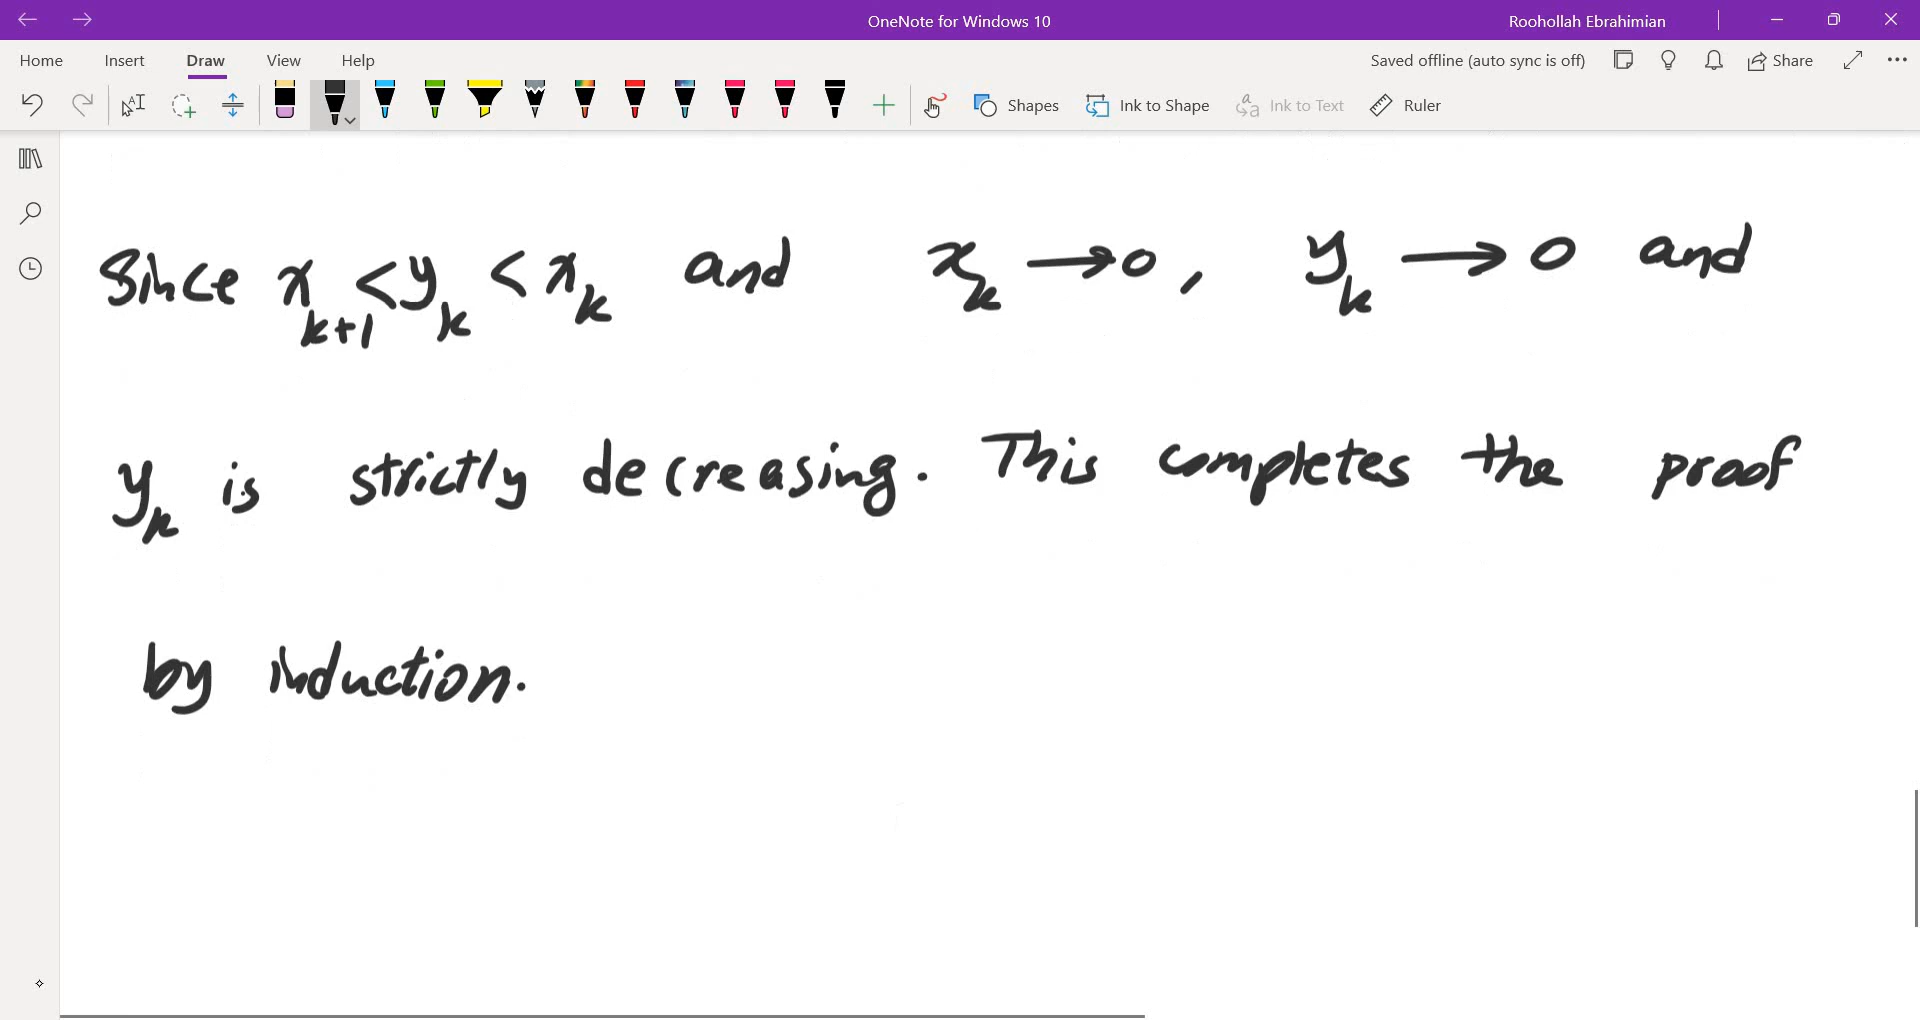 OneNote for Windows 10
Roohollah Ebrahimian
Home Insert Draw View Help
Saved offline (auto sync is off) Share
Shapes Ink to Shape Ink to Text Ruler
Since x_{k+1} < y_k < x_k and x_k → 0, y_k → 0 and
y_k is strictly decreasing. This completes the proof
by induction.